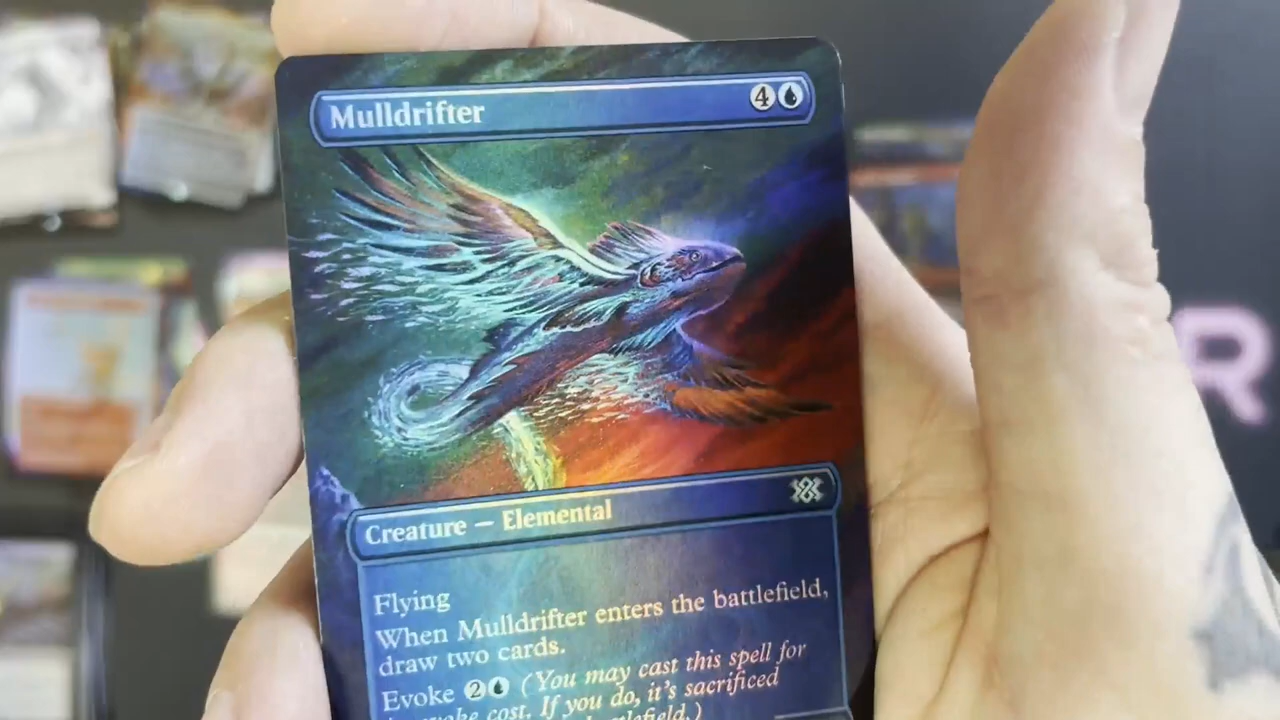 Mulldrifter 4
Creature — Elemental
Flying
When Mulldrifter enters the battlefield,
draw two cards.
Evoke 2 (You may cast this spell for
evoke cost. If you do, it's sacrificed
battlefield.)
R